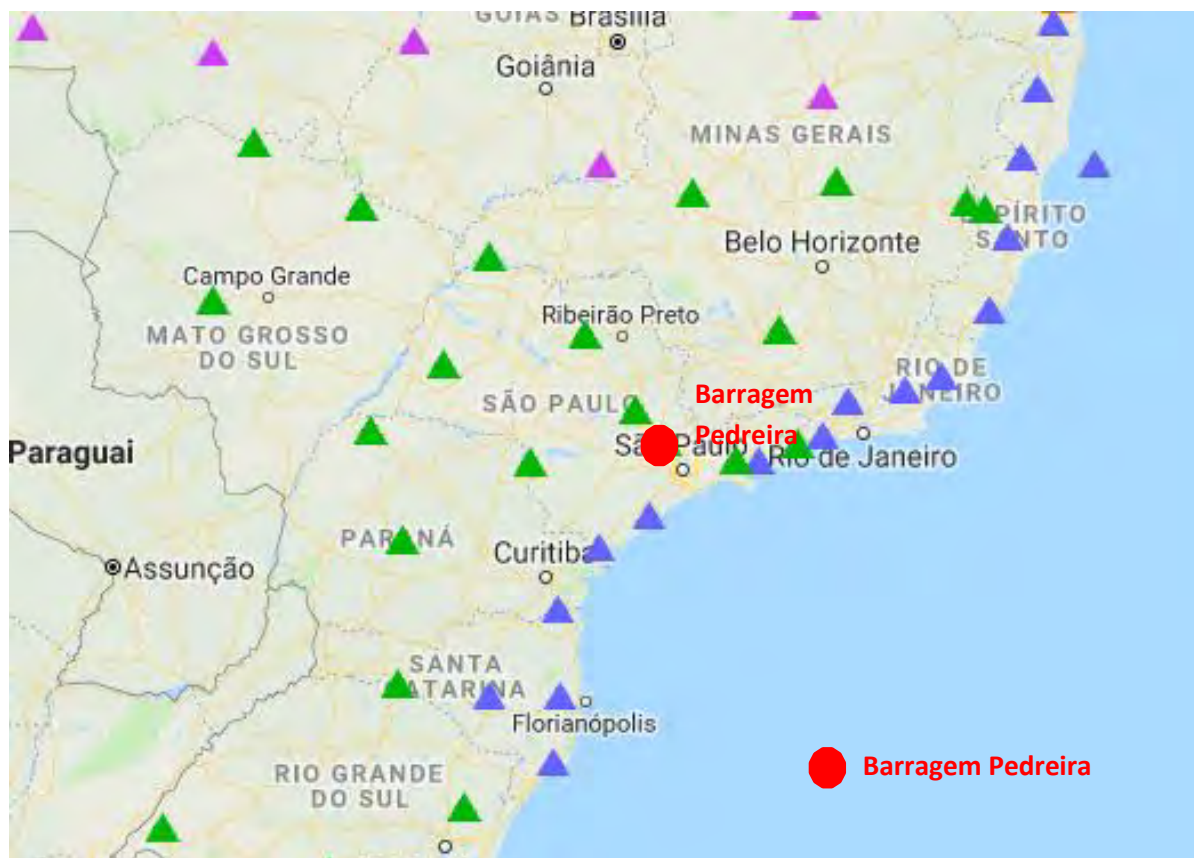 GOIÁS
Brasília
Goiânia
MINAS GERAIS
ESPÍRITO
SANTO
Belo Horizonte
Campo Grande
Ribeirão Preto
MATO GROSSO
DO SUL
RIO DE
JANEIRO
Barragem
Pedreira
SÃO PAULO
São Paulo
Rio de Janeiro
Paraguai
PARANÁ
Curitiba
Assunção
SANTA
CATARINA
Florianópolis
Barragem Pedreira
RIO GRANDE
DO SUL